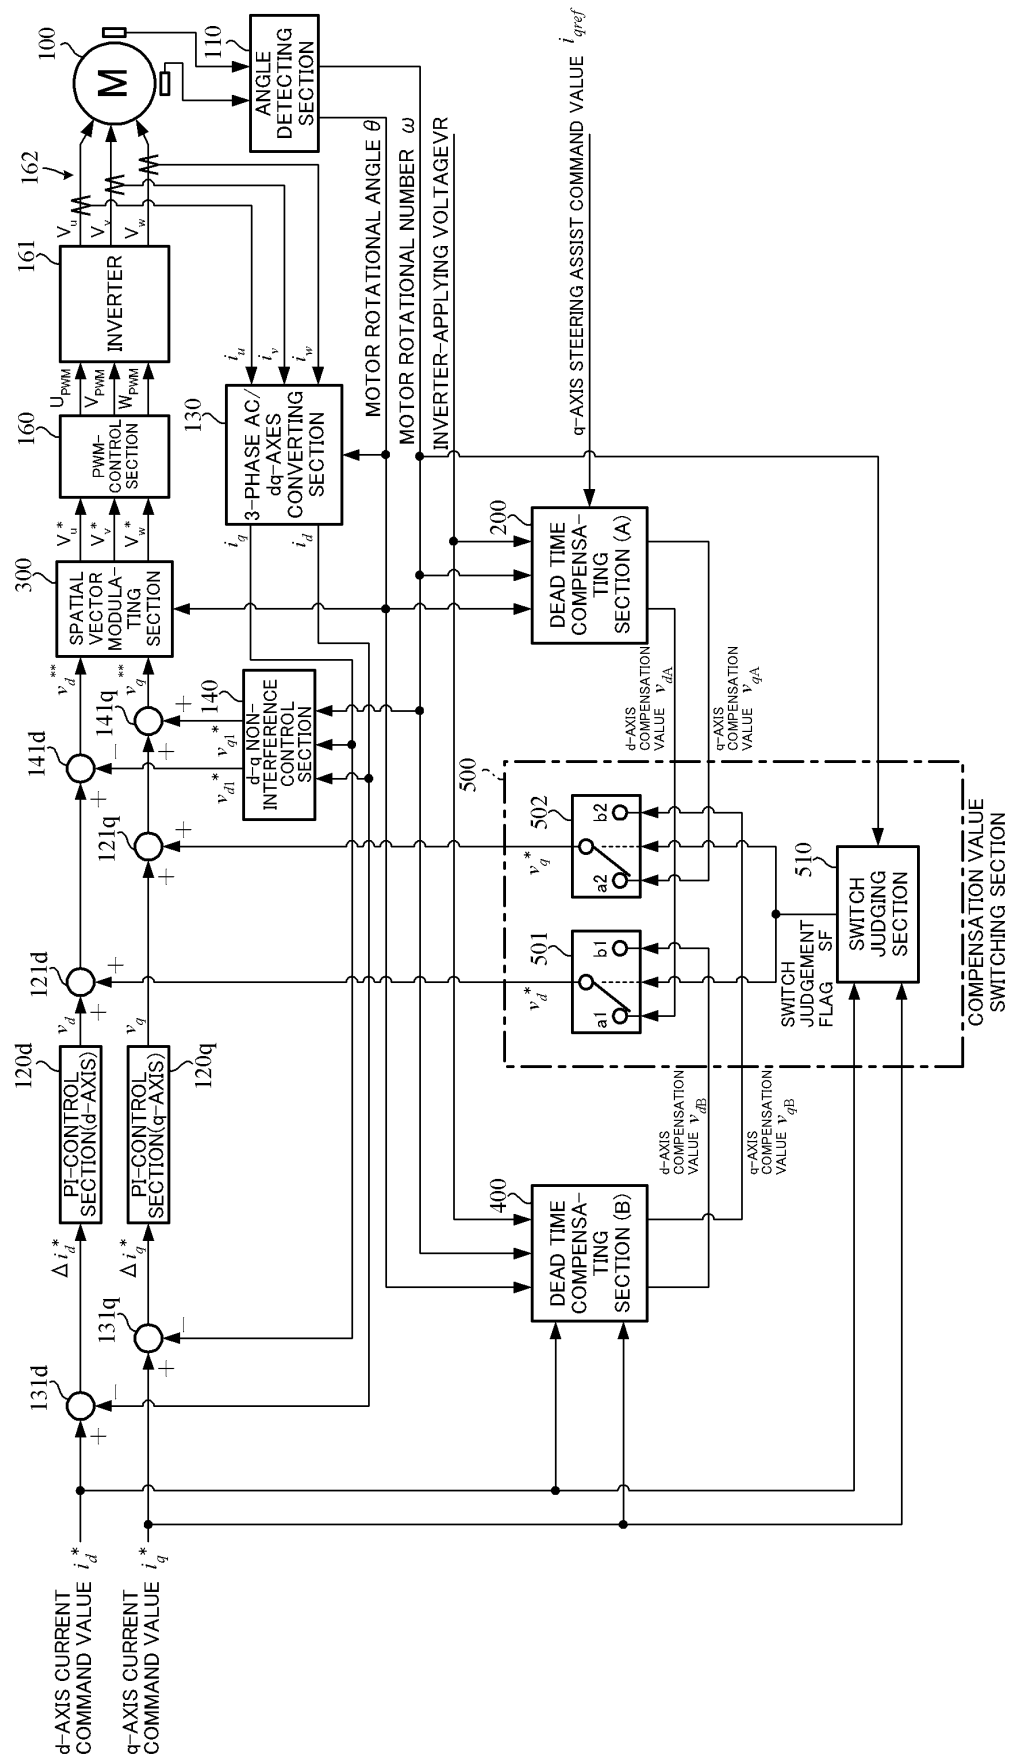 d-AXIS CURRENT
COMMAND VALUE i_d*
q-AXIS CURRENT
COMMAND VALUE i_q*
131d
+
−
131q
+
−
Δi_d*
Δi_q*
120d
PI-CONTROL
SECTION(d-AXIS)
PI-CONTROL
SECTION(q-AXIS)
120q
v_d
v_q
121d
+
+
121q
+
+
141d
+
−
141q
+
+
v_d**
v_q**
300
SPATIAL
VECTOR
MODULA-
TING
SECTION
V_u*
V_v*
V_w*
160
PWM-
CONTROL
SECTION
U_PWM
V_PWM
W_PWM
161
INVERTER
V_u
V_v
V_w
162
100
M
110
ANGLE
DETECTING
SECTION
140
d-q NON-
INTERFERENCE
CONTROL
SECTION
v_d1*
v_q1*
130
3-PHASE AC/
dq-AXES
CONVERTING
SECTION
i_q
i_d
i_u
i_v
i_w
MOTOR ROTATIONAL ANGLE θ
MOTOR ROTATIONAL NUMBER ω
INVERTER-APPLYING VOLTAGEVR
q-AXIS STEERING ASSIST COMMAND VALUE i_qref
400
DEAD TIME
COMPENSA-
TING
SECTION (B)
200
DEAD TIME
COMPENSA-
TING
SECTION (A)
d-AXIS
COMPENSATION
VALUE v_dB
q-AXIS
COMPENSATION
VALUE v_qB
d-AXIS
COMPENSATION
VALUE v_dA
q-AXIS
COMPENSATION
VALUE v_qA
500
v_d*
501
a1
b1
v_q*
502
a2
b2
SWITCH
JUDGEMENT
FLAG SF
510
SWITCH
JUDGING
SECTION
COMPENSATION VALUE
SWITCHING SECTION